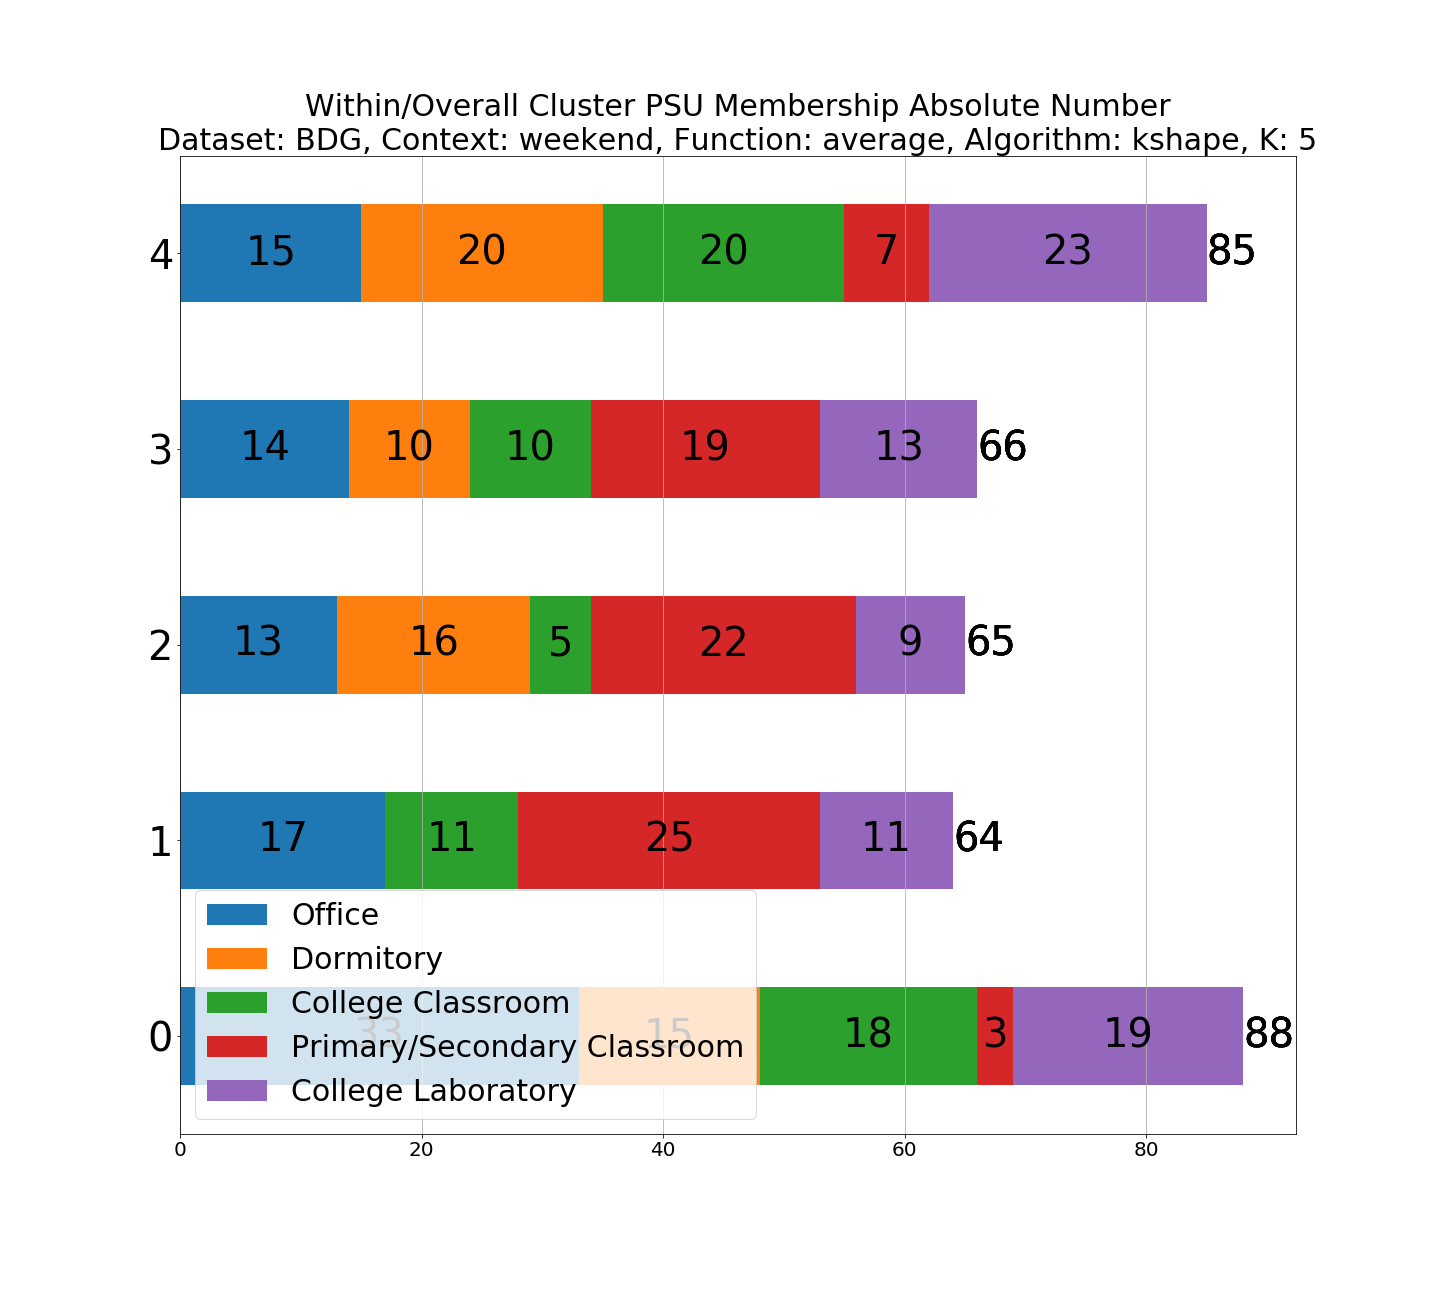 Within/Overall Cluster PSU Membership Absolute Number
Dataset: BDG, Context: weekend, Function: average, Algorithm: kshape, K: 5
4 15 20 20 7 23 85
3 14 10 10 19 13 66
2 13 16 5 22 9 65
1 17 11 25 11 64
Office
Dormitory
College Classroom
0 33 15 18 3 19 88
Primary/Secondary Classroom
College Laboratory
0 20 40 60 80